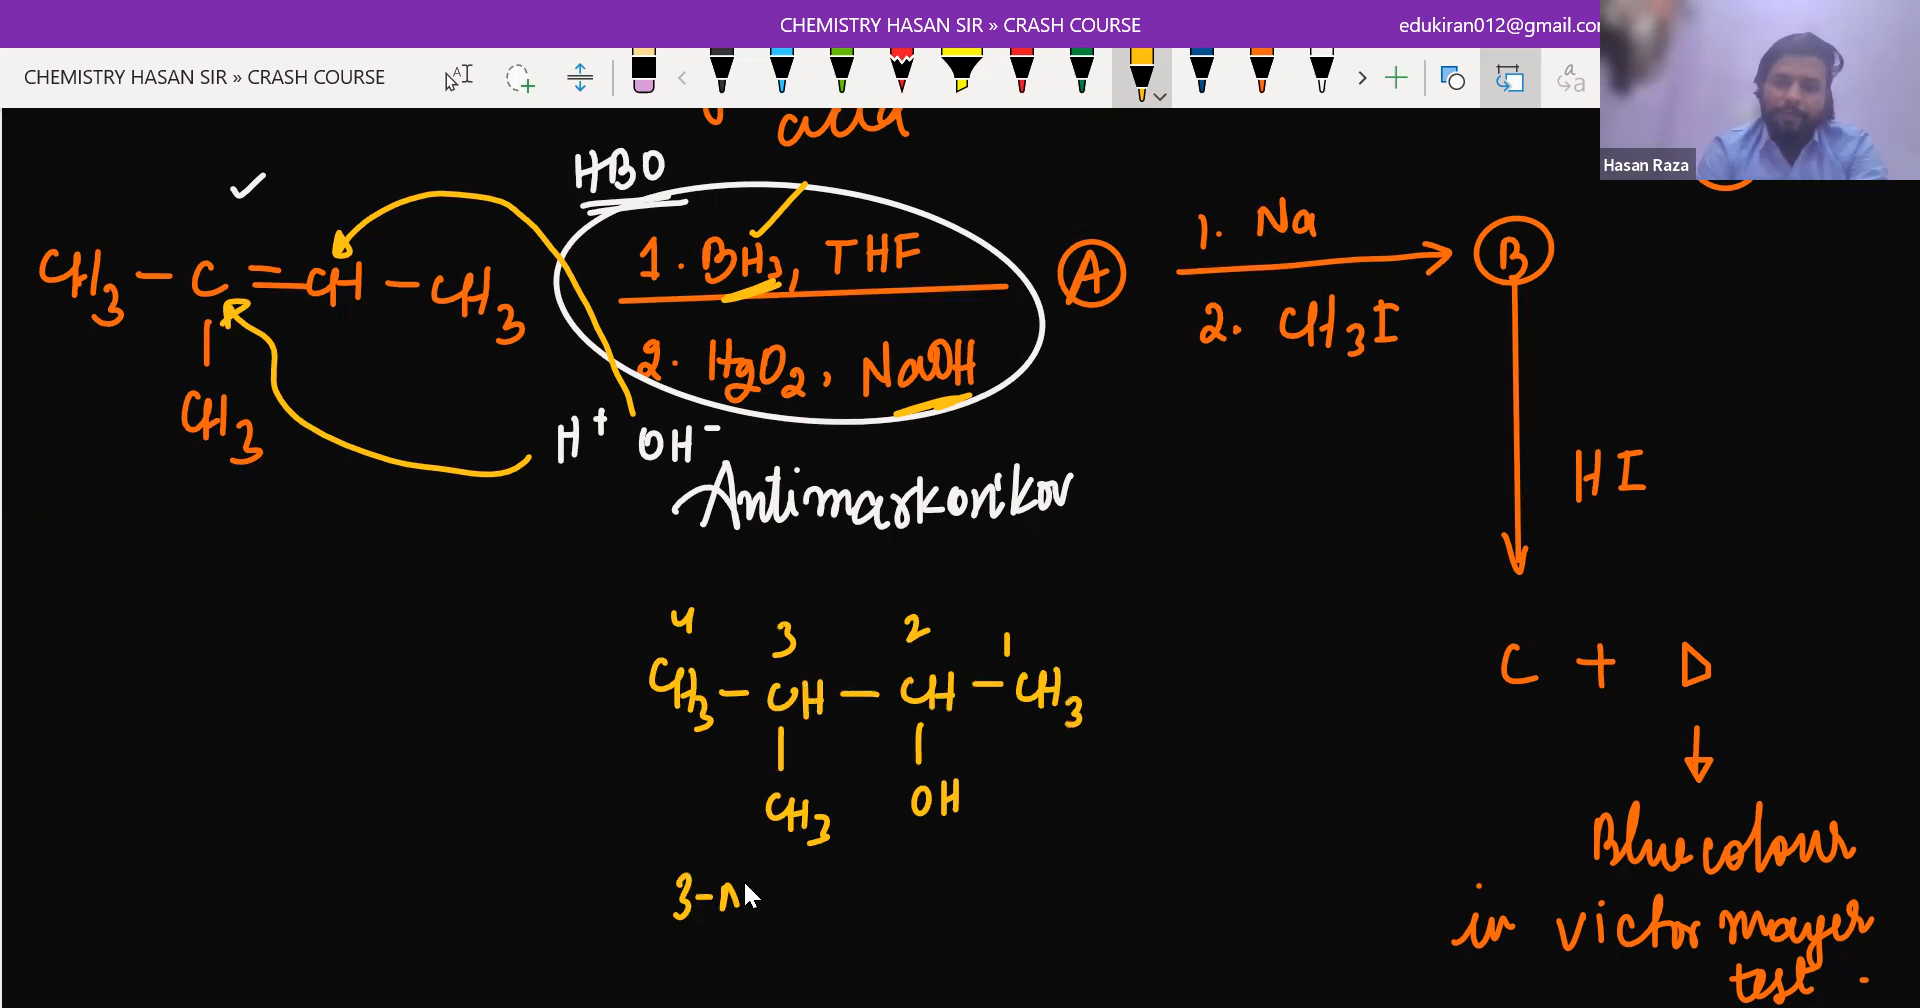 CHEMISTRY HASAN SIR » CRASH COURSE
edukiran012@gmail.co
CHEMISTRY HASAN SIR » CRASH COURSE
Hasan Raza
acid
HBO
1. BH3, THF
2. HgO2, NaOH
CH3 - C = CH - CH3
CH3
A
1. Na
2. CH3I
B
H+ OH-
Antimarkonikov
HI
C + D
4 3 2 1
CH3 - CH - CH - CH3
CH3 OH
3-m
Blue colour
in victor mayer
test.